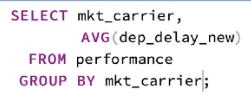 SELECT mkt_carrier,
AVG(dep_delay_new)
FROM performance
GROUP BY mkt_carrier;